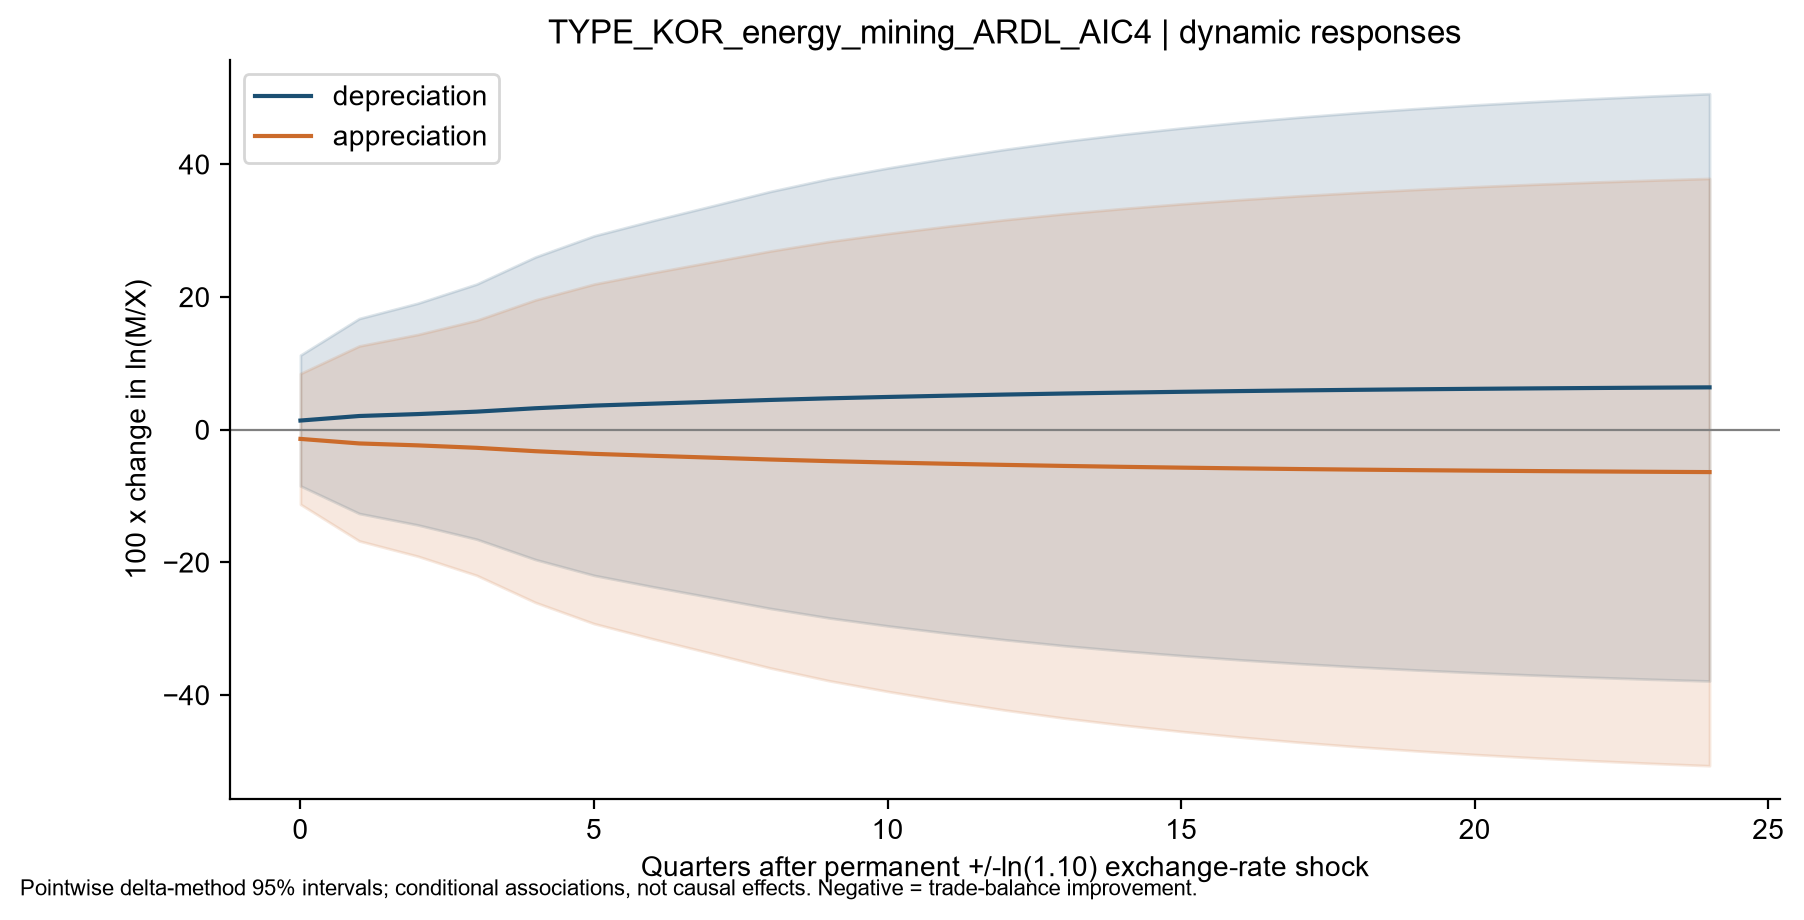 TYPE_KOR_energy_mining_ARDL_AIC4 | dynamic responses
depreciation
appreciation
100 x change in ln(M/X)
40
20
0
−20
−40
0 5 10 15 20 25
Quarters after permanent +/-ln(1.10) exchange-rate shock
Pointwise delta-method 95% intervals; conditional associations, not causal effects. Negative = trade-balance improvement.